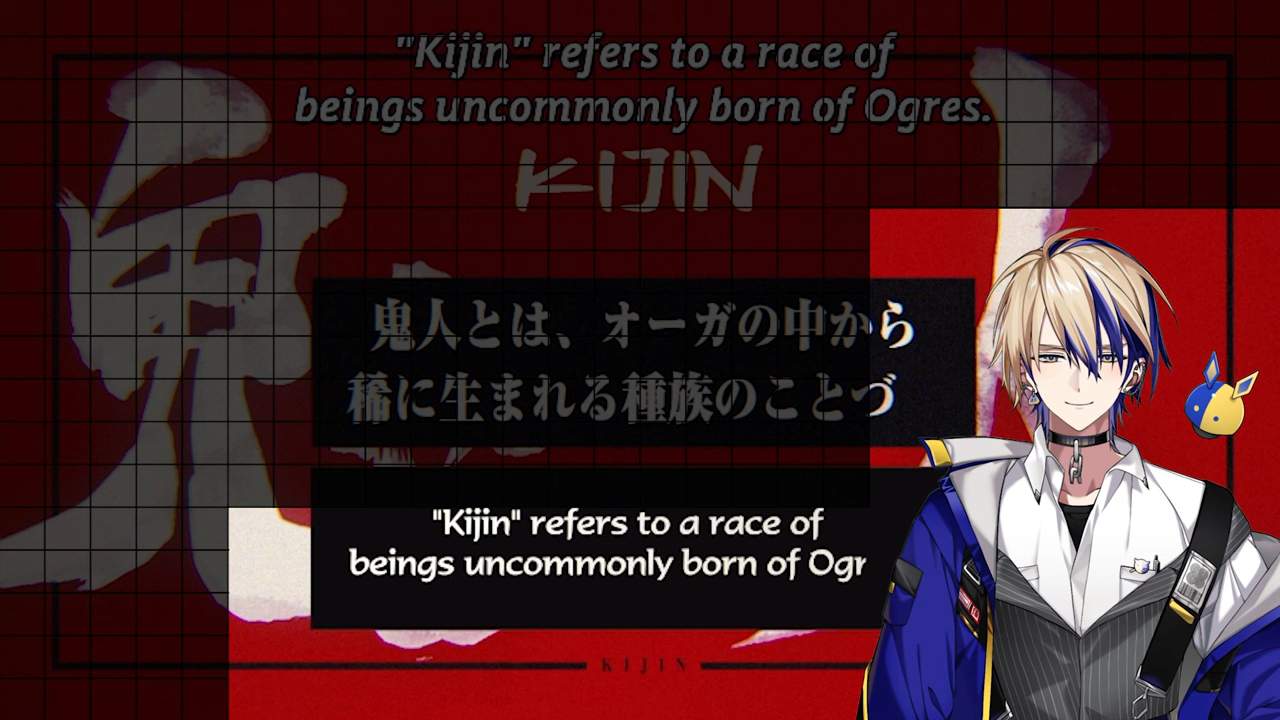 "Kijin" refers to a race of
beings uncommonly born of Ogres.
KIJIN
鬼人とは、オーガの中から
稀に生まれる種族のことづ
"Kijin" refers to a race of
beings uncommonly born of Ogr
KIJIN